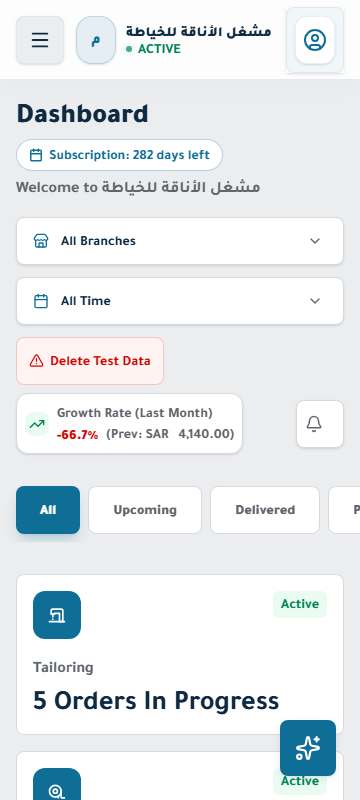 م
مشغل الأناقة للخياطة
ACTIVE
Dashboard
Subscription: 282 days left
Welcome to مشغل الأناقة للخياطة
All Branches
All Time
Delete Test Data
Growth Rate (Last Month)
-66.7% (Prev: SAR 4,140.00)
All
Upcoming
Delivered
P
Active
Tailoring
5 Orders In Progress
Active